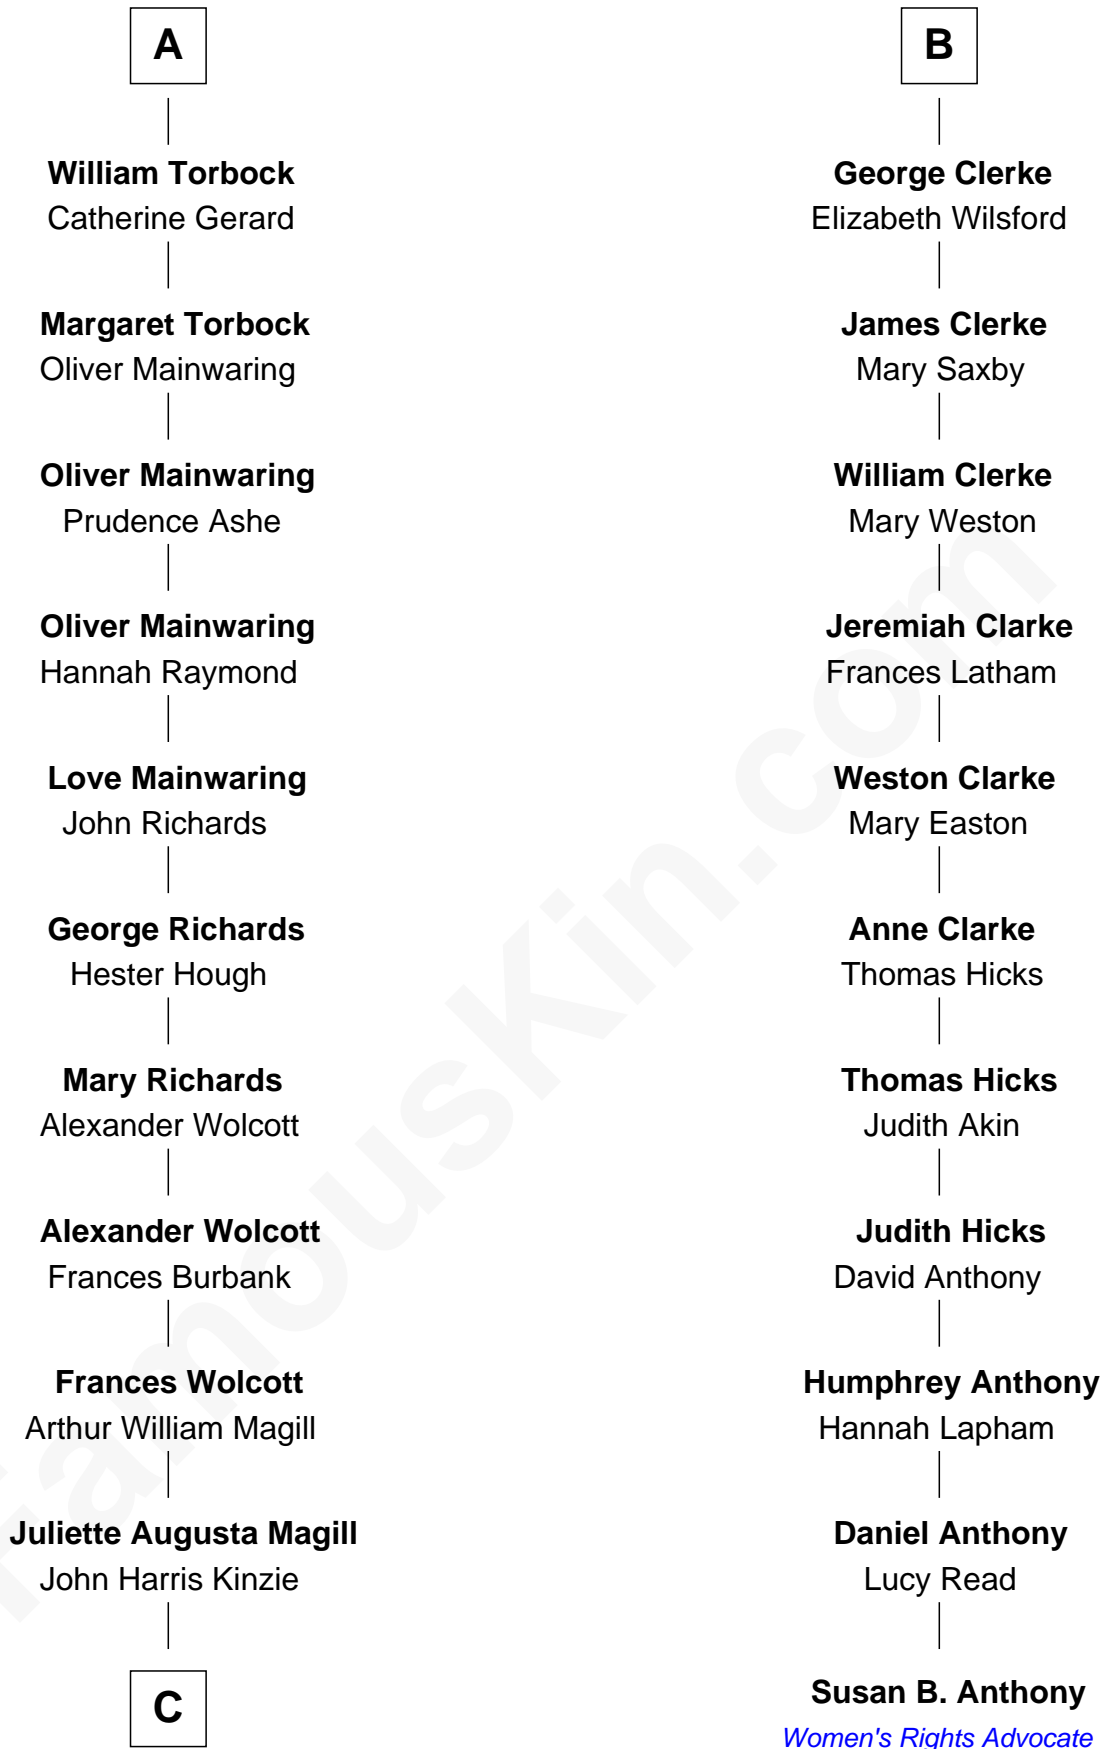 A
William Torbock
Catherine Gerard
Margaret Torbock
Oliver Mainwaring
Oliver Mainwaring
Prudence Ashe
Oliver Mainwaring
Hannah Raymond
Love Mainwaring
John Richards
George Richards
Hester Hough
Mary Richards
Alexander Wolcott
Alexander Wolcott
Frances Burbank
Frances Wolcott
Arthur William Magill
Juliette Augusta Magill
John Harris Kinzie
C
B
George Clerke
Elizabeth Wilsford
James Clerke
Mary Saxby
William Clerke
Mary Weston
Jeremiah Clarke
Frances Latham
Weston Clarke
Mary Easton
Anne Clarke
Thomas Hicks
Thomas Hicks
Judith Akin
Judith Hicks
David Anthony
Humphrey Anthony
Hannah Lapham
Daniel Anthony
Lucy Read
Susan B. Anthony
Women's Rights Advocate
FamousKin.com